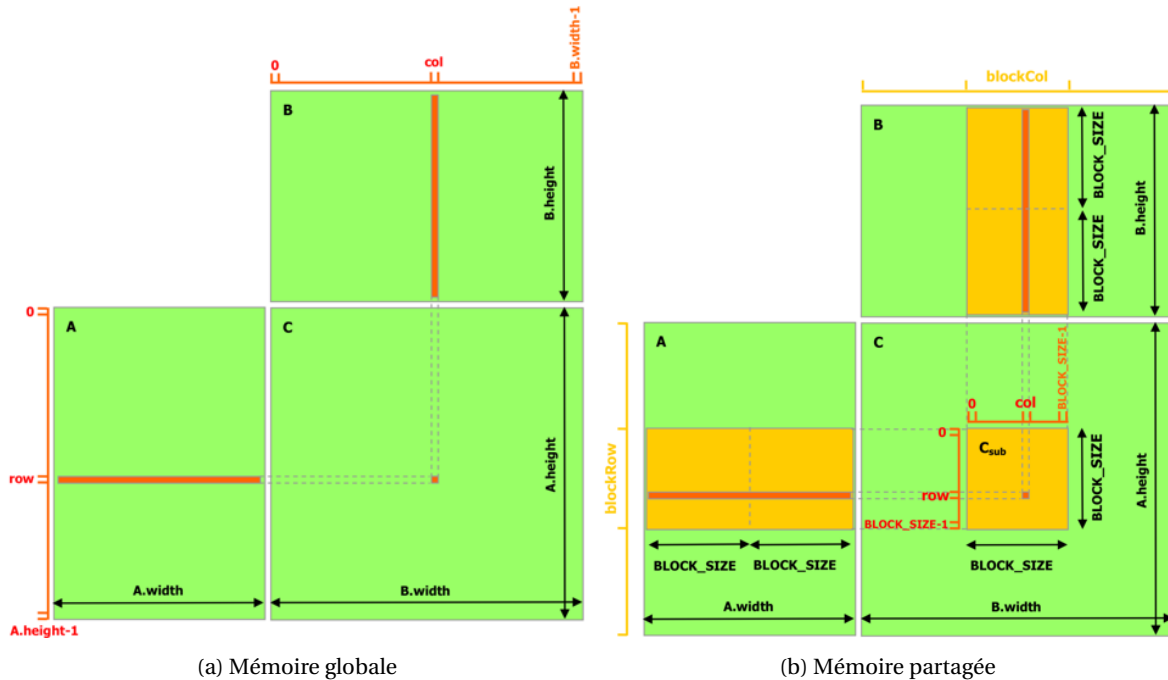 0
col
B.width-1
B
B.height
0
A
C
A.height
row
A.width
B.width
A.height-1
(a) Mémoire globale
blockCol
B
BLOCK_SIZE
BLOCK_SIZE
B.height
A
C
blockRow
BLOCK_SIZE-1
0
col
0
Csub
BLOCK_SIZE
A.height
row
BLOCK_SIZE-1
BLOCK_SIZE
BLOCK_SIZE
BLOCK_SIZE
A.width
B.width
(b) Mémoire partagée